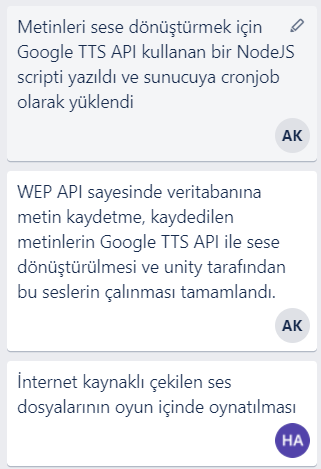 Metinleri sese dönüştürmek için
Google TTS API kullanan bir NodeJS
scripti yazıldı ve sunucuya cronjob
olarak yüklendi
AK
WEP API sayesinde veritabanına
metin kaydetme, kaydedilen
metinlerin Google TTS API ile sese
dönüştürülmesi ve unity tarafından
bu seslerin çalınması tamamlandı.
AK
İnternet kaynaklı çekilen ses
dosyalarının oyun içinde oynatılması
HA